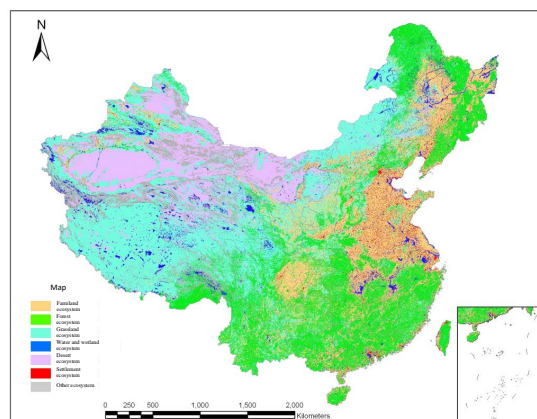 N
Map
Farmland
ecosystem
Forest
ecosystem
Grassland
ecosystem
Water and wetland
ecosystem
Desert
ecosystem
Settlement
ecosystem
Other ecosystem
0 250 500 1,000 1,500 2,000
Kilometers